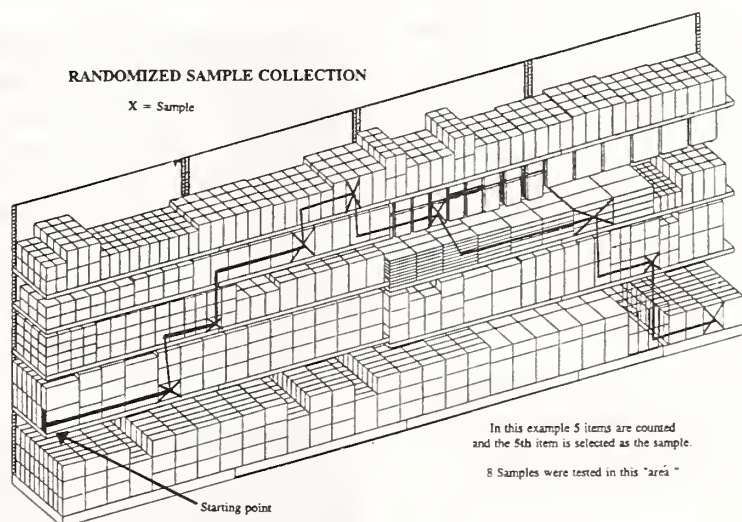 RANDOMIZED SAMPLE COLLECTION
X = Sample
In this example 5 items are counted
and the 5th item is selected as the sample.
8 Samples were tested in this "area "
Starting point